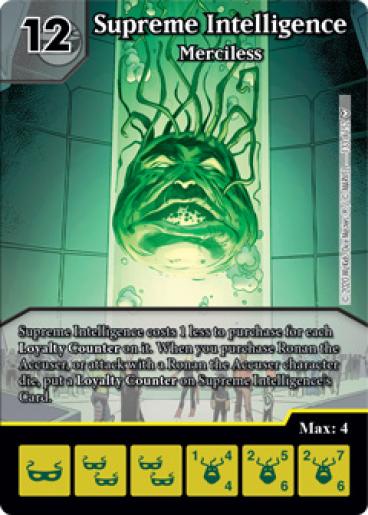 12
Supreme Intelligence
Merciless
Supreme Intelligence costs 1 less to purchase for each
Loyalty Counter on it. When you purchase Ronan the
Accuser, or attack with a Ronan the Accuser character
die, put a Loyalty Counter on Supreme Intelligence's
Card.
Max: 4
1 4 4
2 5 6
2 7 6